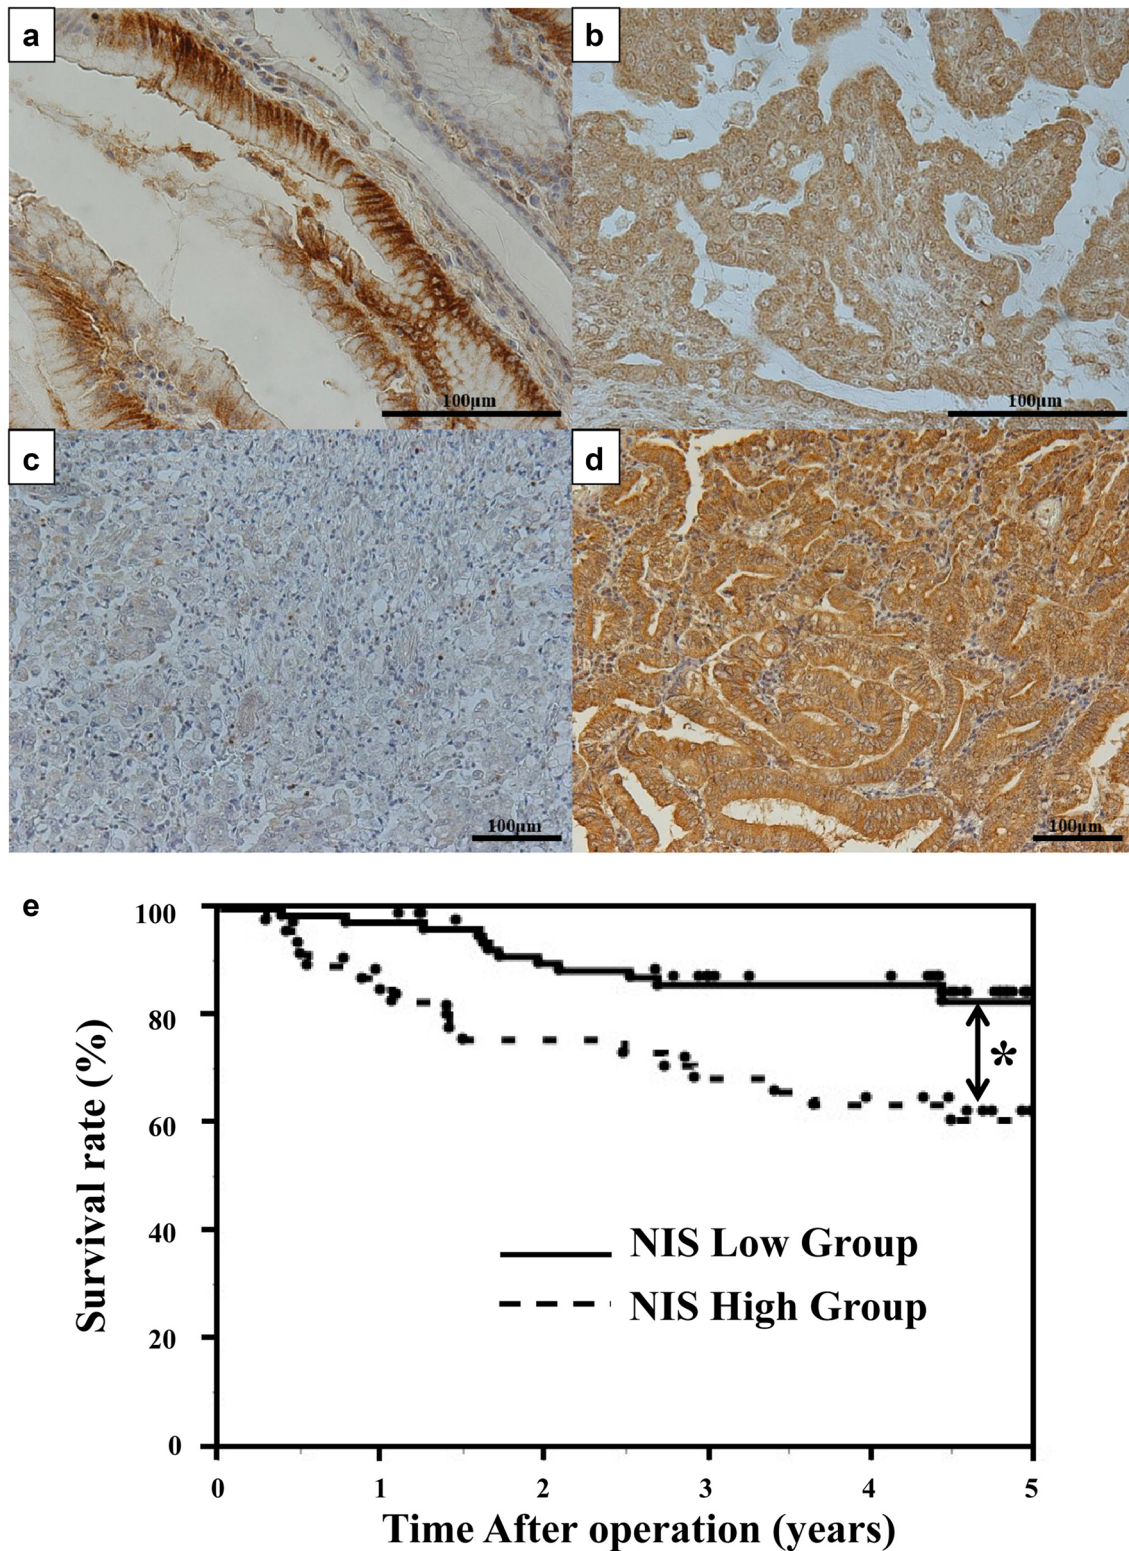 a
b
100μm
100μm
c
d
100μm
100μm
e
100
80
60
40
20
0
Survival rate (%)
*
NIS Low Group
NIS High Group
0 1 2 3 4 5
Time After operation (years)